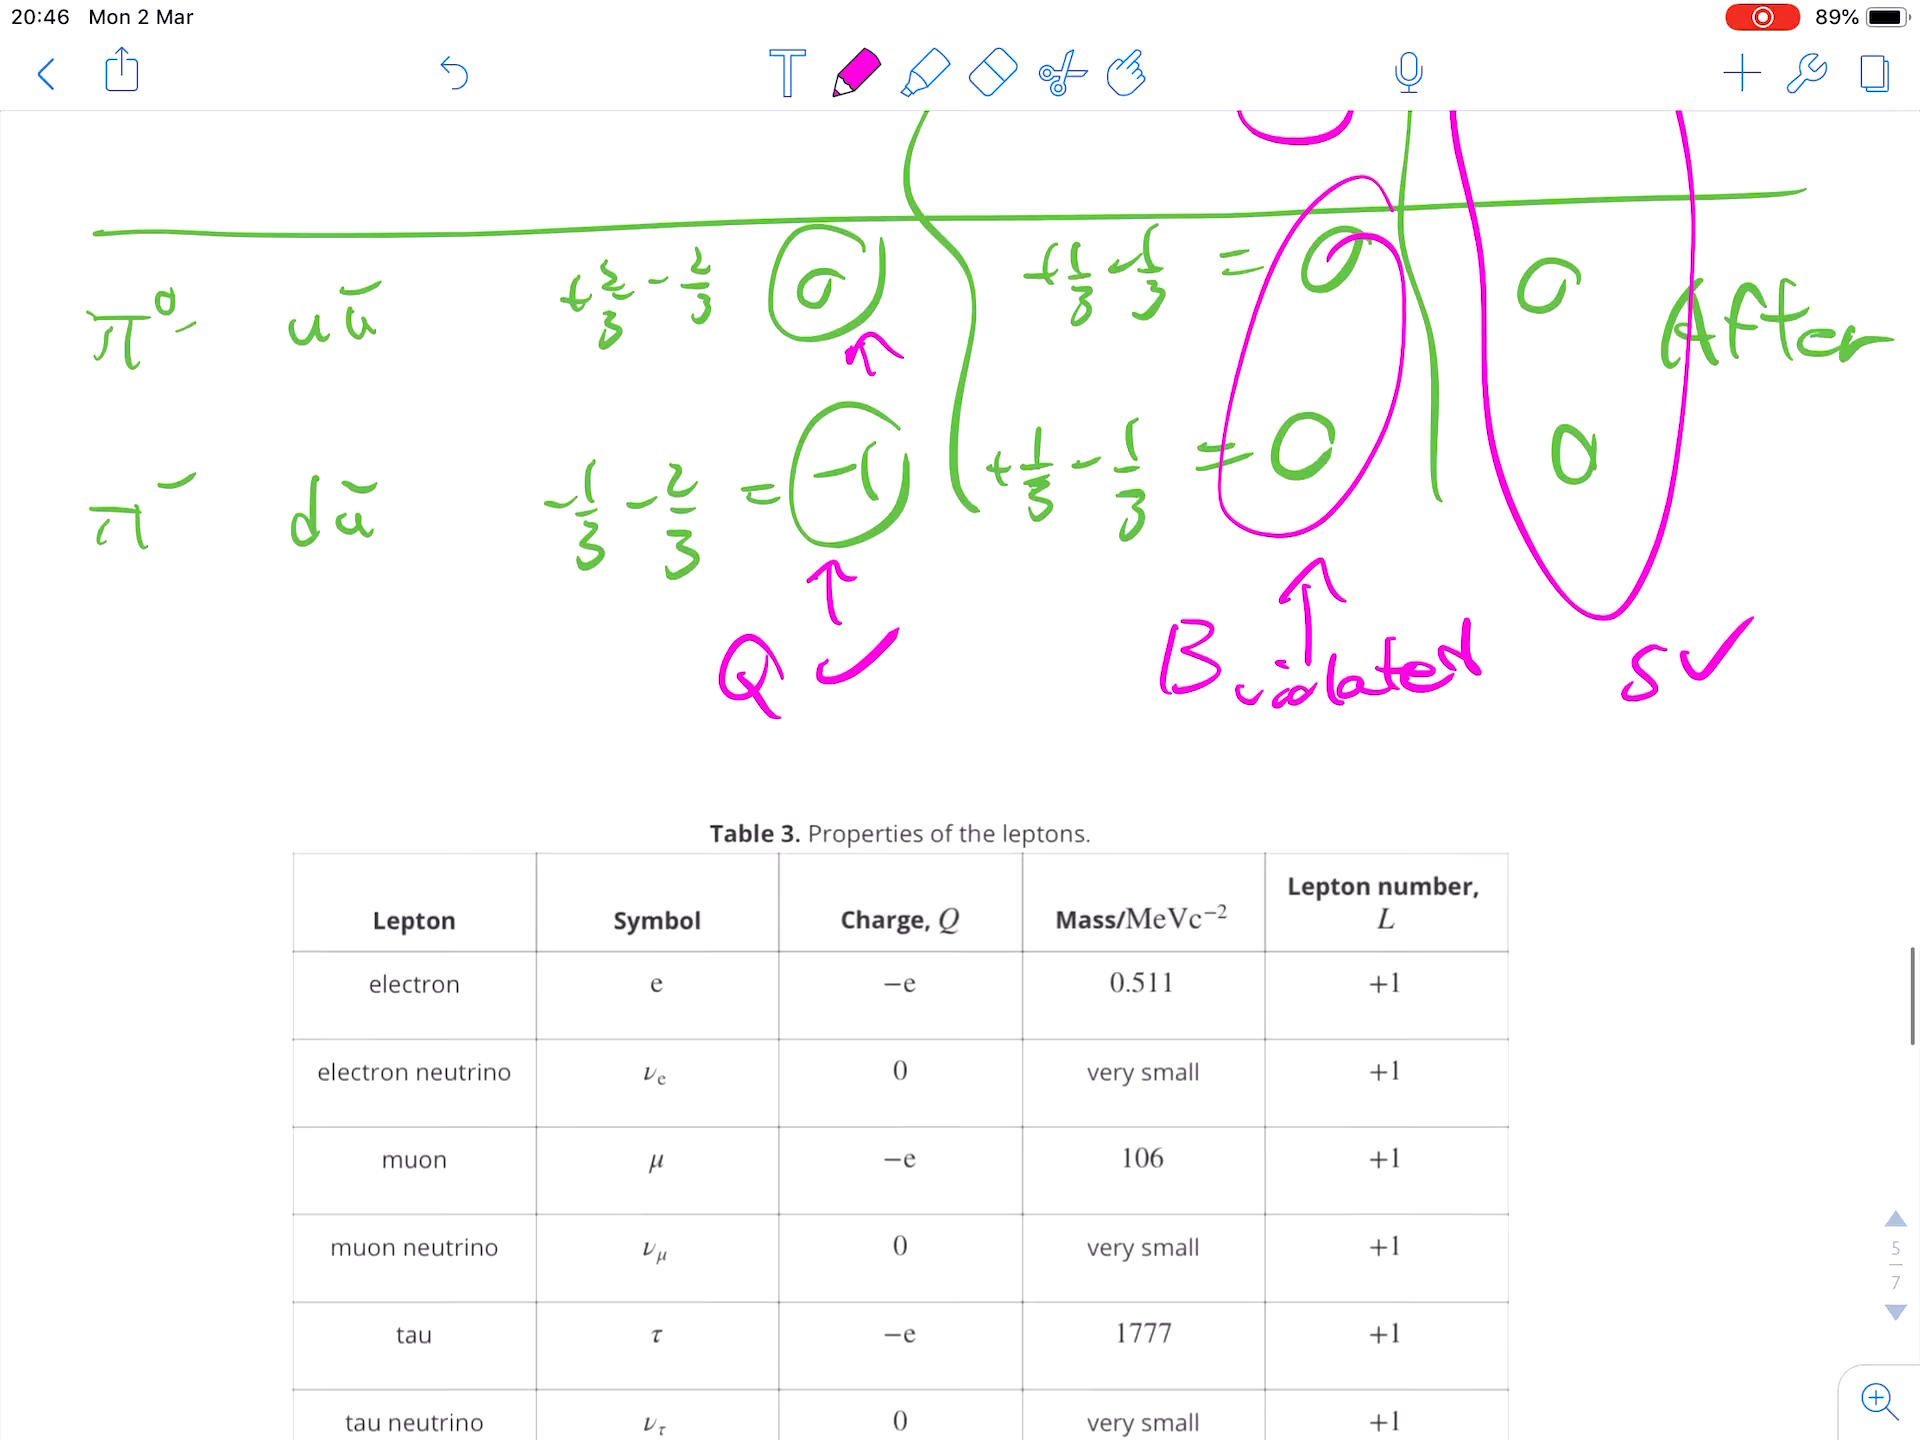 20:46 Mon 2 Mar 89%
π⁰ uū +2/3 - 2/3 0 +1/3 - 1/3 = 0 0 After
π⁻ dū -1/3 - 2/3 = -1 +1/3 - 1/3 = 0 0
Q ✓ B violated S ✓
Table 3. Properties of the leptons.
Lepton Symbol Charge, Q Mass/MeVc⁻² Lepton number, L
electron e −e 0.511 +1
electron neutrino νₑ 0 very small +1
muon μ −e 106 +1
muon neutrino ν_μ 0 very small +1
tau τ −e 1777 +1
tau neutrino ν_τ 0 very small +1
5
7